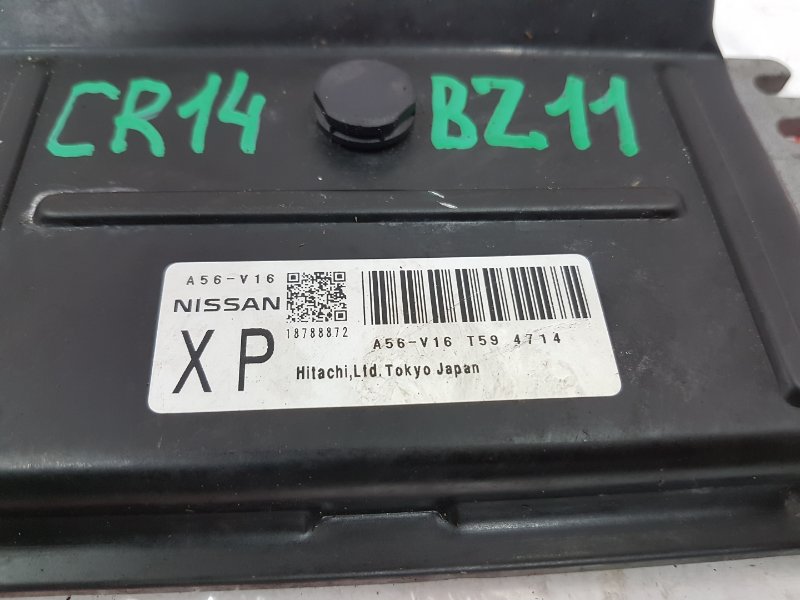 CR14 BZ11
A56-V16
NISSAN
18788872
XP
A56-V16 T59 4714
Hitachi,Ltd.Tokyo Japan